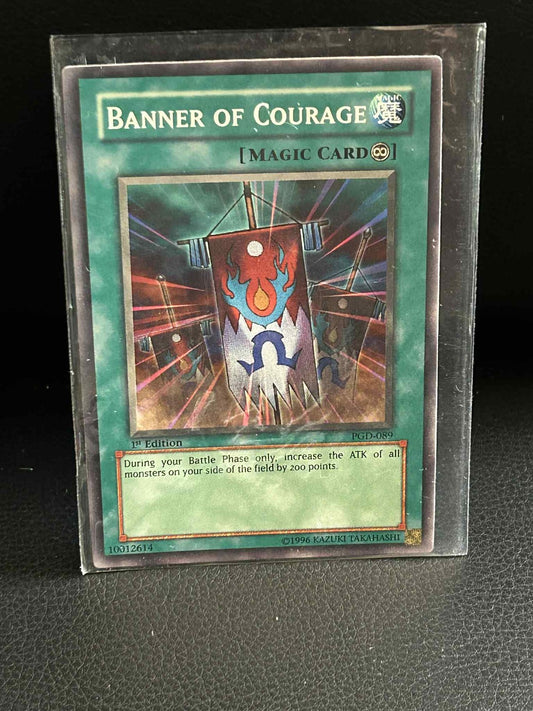 BANNER OF COURAGE
MAGIC
魔
[MAGIC CARD♾]
1st Edition
PGD-089
During your Battle Phase only, increase the ATK of all
monsters on your side of the field by 200 points.
10012614
©1996 KAZUKI TAKAHASHI